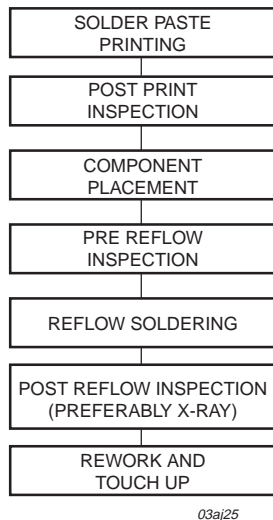 SOLDER PASTE
PRINTING
POST PRINT
INSPECTION
COMPONENT
PLACEMENT
PRE REFLOW
INSPECTION
REFLOW SOLDERING
POST REFLOW INSPECTION
(PREFERABLY X-RAY)
REWORK AND
TOUCH UP
03aj25